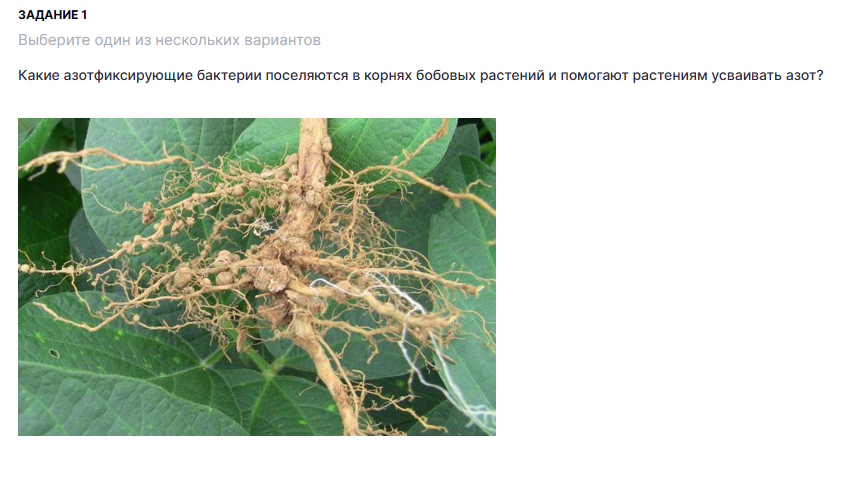 ЗАДАНИЕ 1
Выберите один из нескольких вариантов
Какие азотфиксирующие бактерии поселяются в корнях бобовых растений и помогают растениям усваивать азот?